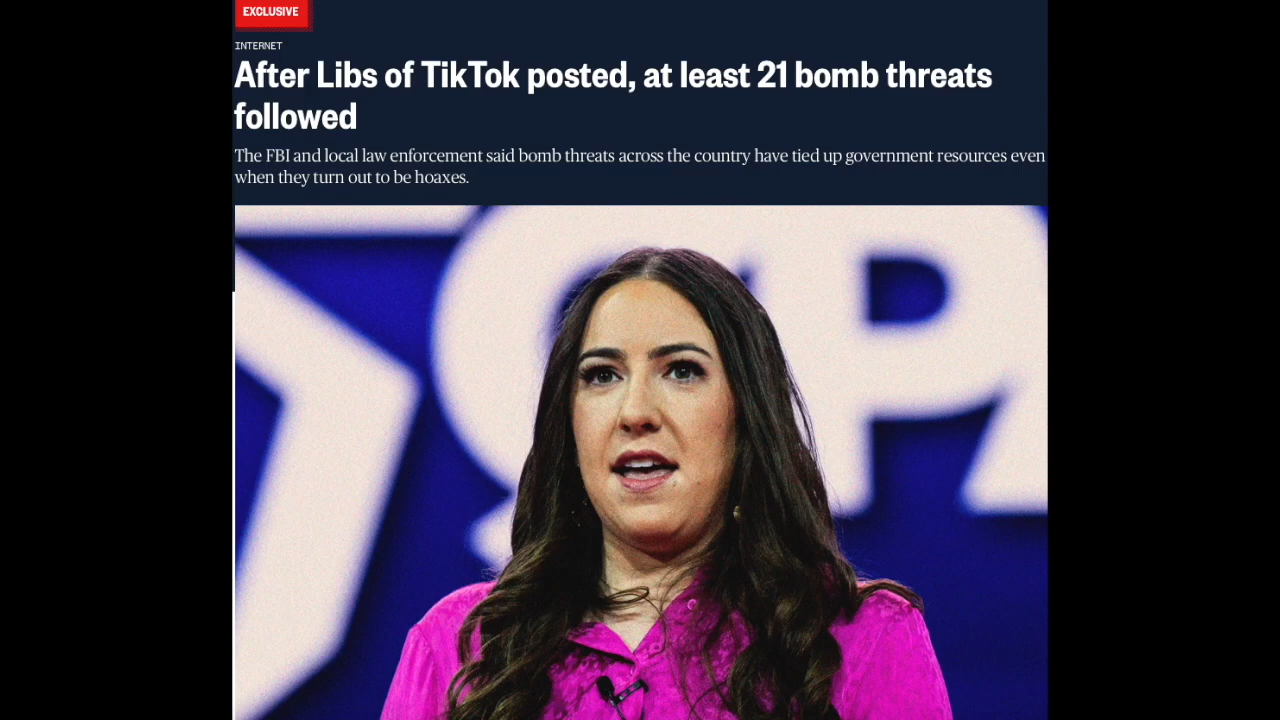 EXCLUSIVE
INTERNET
After Libs of TikTok posted, at least 21 bomb threats
followed
The FBI and local law enforcement said bomb threats across the country have tied up government resources even
when they turn out to be hoaxes.